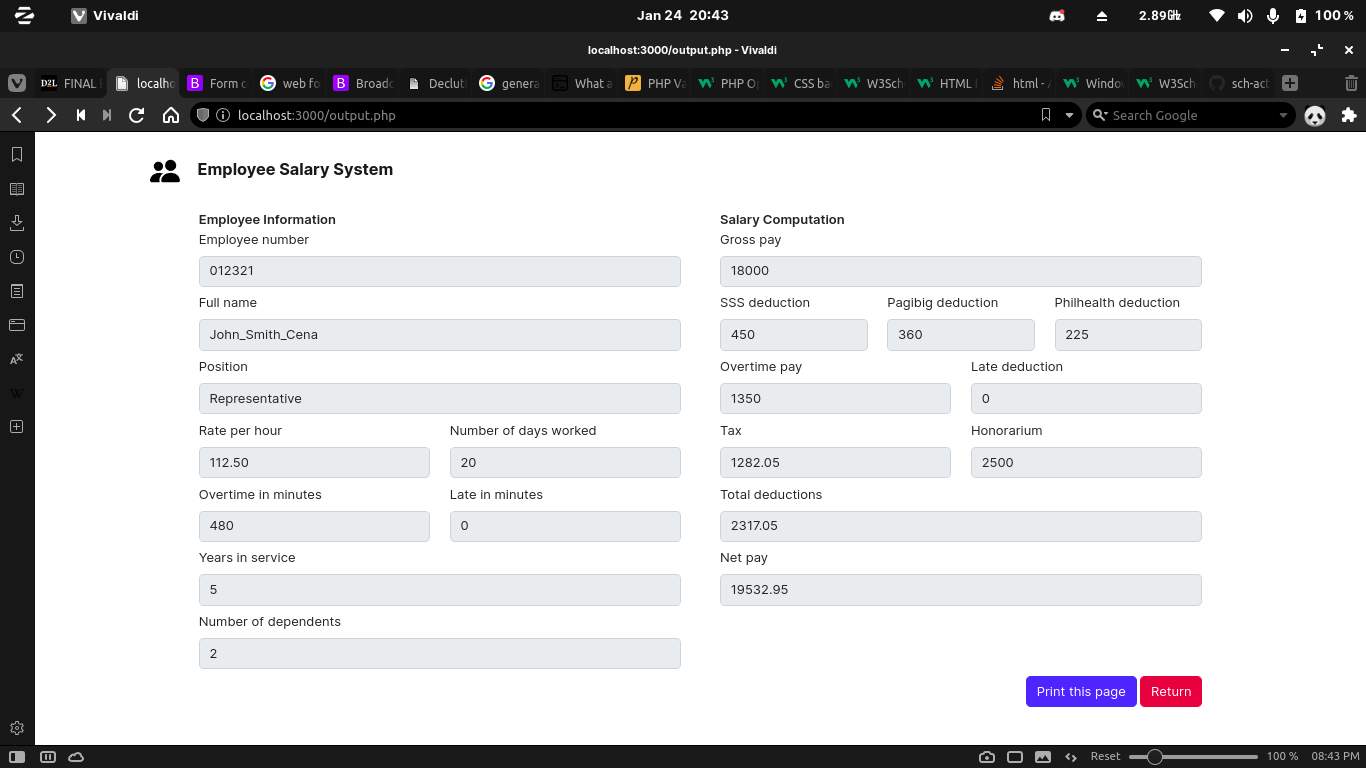 Vivaldi
Jan 24 20:43
2.89GHz
100 %
localhost:3000/output.php - Vivaldi
D2L FINAL
localho
B Form c
web fo
B Broadc
Declut
genera
What a
PHP Va
PHP Op
CSS ba
W3Sch
HTML
html -
Windo
W3Sch
sch-act
localhost:3000/output.php
Search Google
Employee Salary System
Employee Information
Employee number
012321
Full name
John_Smith_Cena
Position
Representative
Rate per hour Number of days worked
112.50 20
Overtime in minutes Late in minutes
480 0
Years in service
5
Number of dependents
2
Salary Computation
Gross pay
18000
SSS deduction Pagibig deduction Philhealth deduction
450 360 225
Overtime pay Late deduction
1350 0
Tax Honorarium
1282.05 2500
Total deductions
2317.05
Net pay
19532.95
Print this page Return
Reset 100 % 08:43 PM